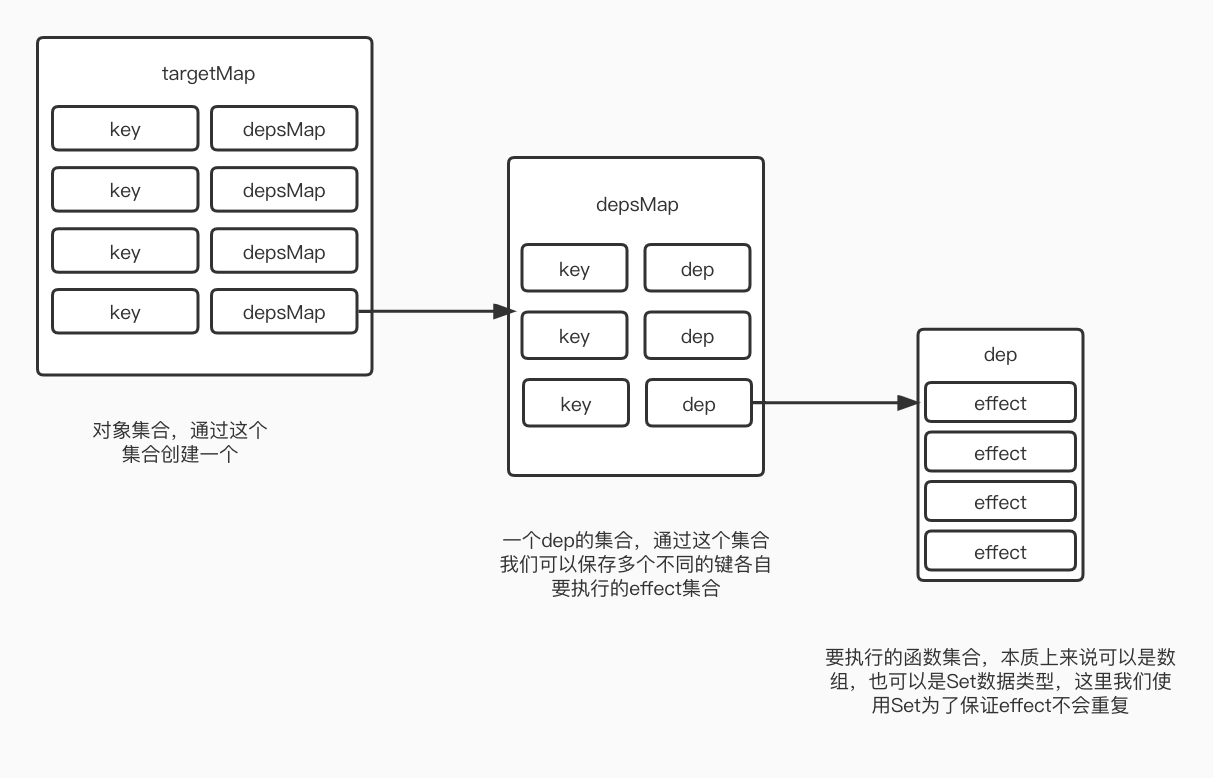 targetMap
key depsMap
key depsMap
key depsMap
key depsMap
对象集合，通过这个
集合创建一个
depsMap
key dep
key dep
key dep
一个dep的集合，通过这个集合
我们可以保存多个不同的键各自
要执行的effect集合
dep
effect
effect
effect
effect
要执行的函数集合，本质上来说可以是数
组，也可以是Set数据类型，这里我们使
用Set为了保证effect不会重复